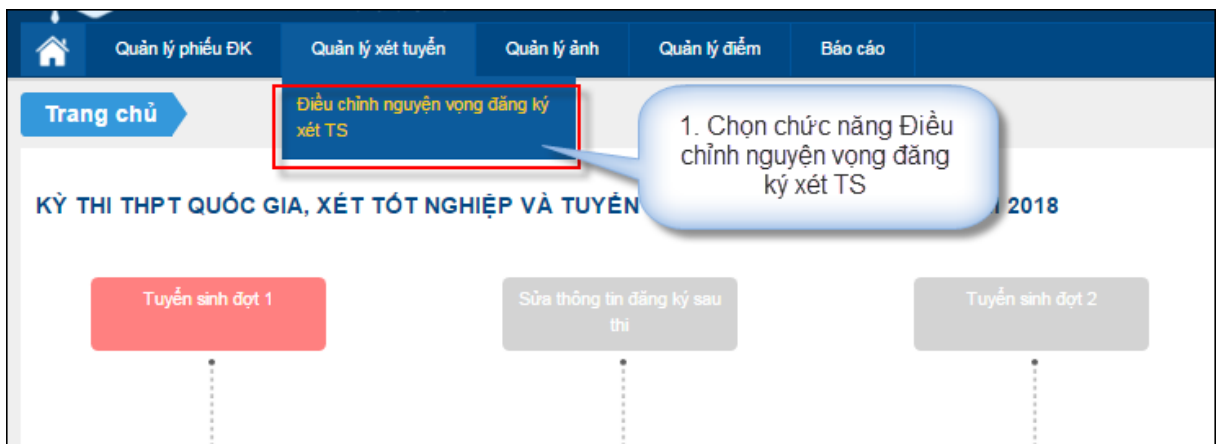 Quản lý phiếu ĐK Quản lý xét tuyển Quản lý ảnh Quản lý điểm Báo cáo
Trang chủ
Điều chỉnh nguyện vọng đăng ký
xét TS
1. Chọn chức năng Điều
chỉnh nguyện vọng đăng
ký xét TS
KỲ THI THPT QUỐC GIA, XÉT TỐT NGHIỆP VÀ TUYỂN 2018
Tuyển sinh đợt 1
Sửa thông tin đăng ký sau
thi
Tuyển sinh đợt 2